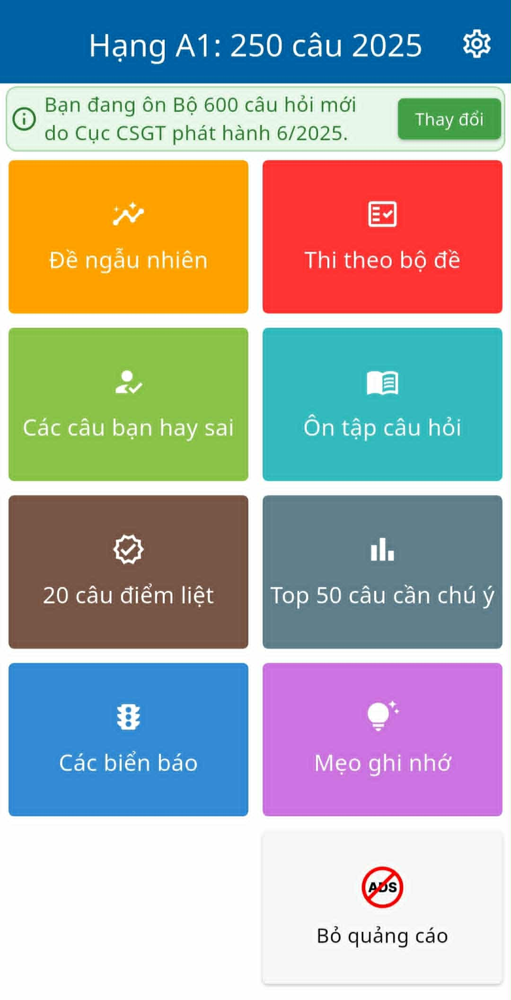 Hạng A1: 250 câu 2025
Bạn đang ôn Bộ 600 câu hỏi mới
do Cục CSGT phát hành 6/2025.
Thay đổi
Đề ngẫu nhiên
Thi theo bộ đề
Các câu bạn hay sai
Ôn tập câu hỏi
20 câu điểm liệt
Top 50 câu cần chú ý
Các biển báo
Mẹo ghi nhớ
ADS
Bỏ quảng cáo